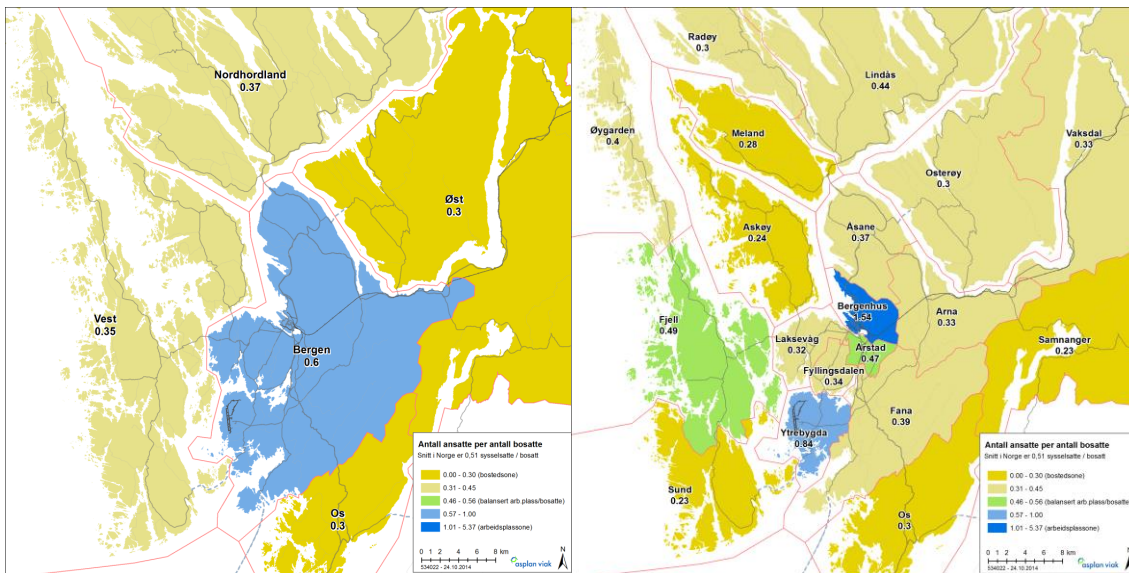 Nordhordland
0.37
Øst
0.3
Vest
0.35
Bergen
0.6
Os
0.3
Antall ansatte per antall bosatte
Snitt i Norge er 0,51 sysselsatte / bosatt
0.00 - 0.30 (bostedsone)
0.31 - 0.45
0.46 - 0.56 (balansert arb.plass/bosatte)
0.57 - 1.00
1.01 - 5.37 (arbeidsplassone)
0 1 2 4 6 8 km
N
534022 - 24.10.2014
asplan viak
Radøy
0.3
Lindås
0.44
Øygarden
0.4
Meland
0.28
Vaksdal
0.33
Osterøy
0.3
Askøy
0.24
Åsane
0.37
Bergenhus
1.54
Arna
0.33
Fjell
0.49
Laksevåg
0.32
Årstad
0.47
Samnanger
0.23
Fyllingsdalen
0.34
Fana
0.39
Ytrebygda
0.84
Sund
0.23
Os
0.3
Antall ansatte per antall bosatte
Snitt i Norge er 0,51 sysselsatte / bosatt
0.00 - 0.30 (bostedsone)
0.31 - 0.45
0.46 - 0.56 (balansert arb.plass/bosatte)
0.57 - 1.00
1.01 - 5.37 (arbeidsplassone)
0 1 2 4 6 8 km
N
534022 - 24.10.2014
asplan viak